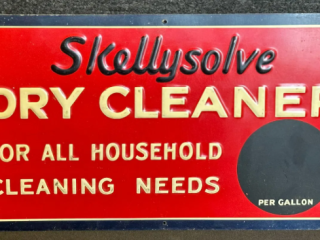 Skellysolve
DRY CLEANER
FOR ALL HOUSEHOLD
CLEANING NEEDS
PER GALLON